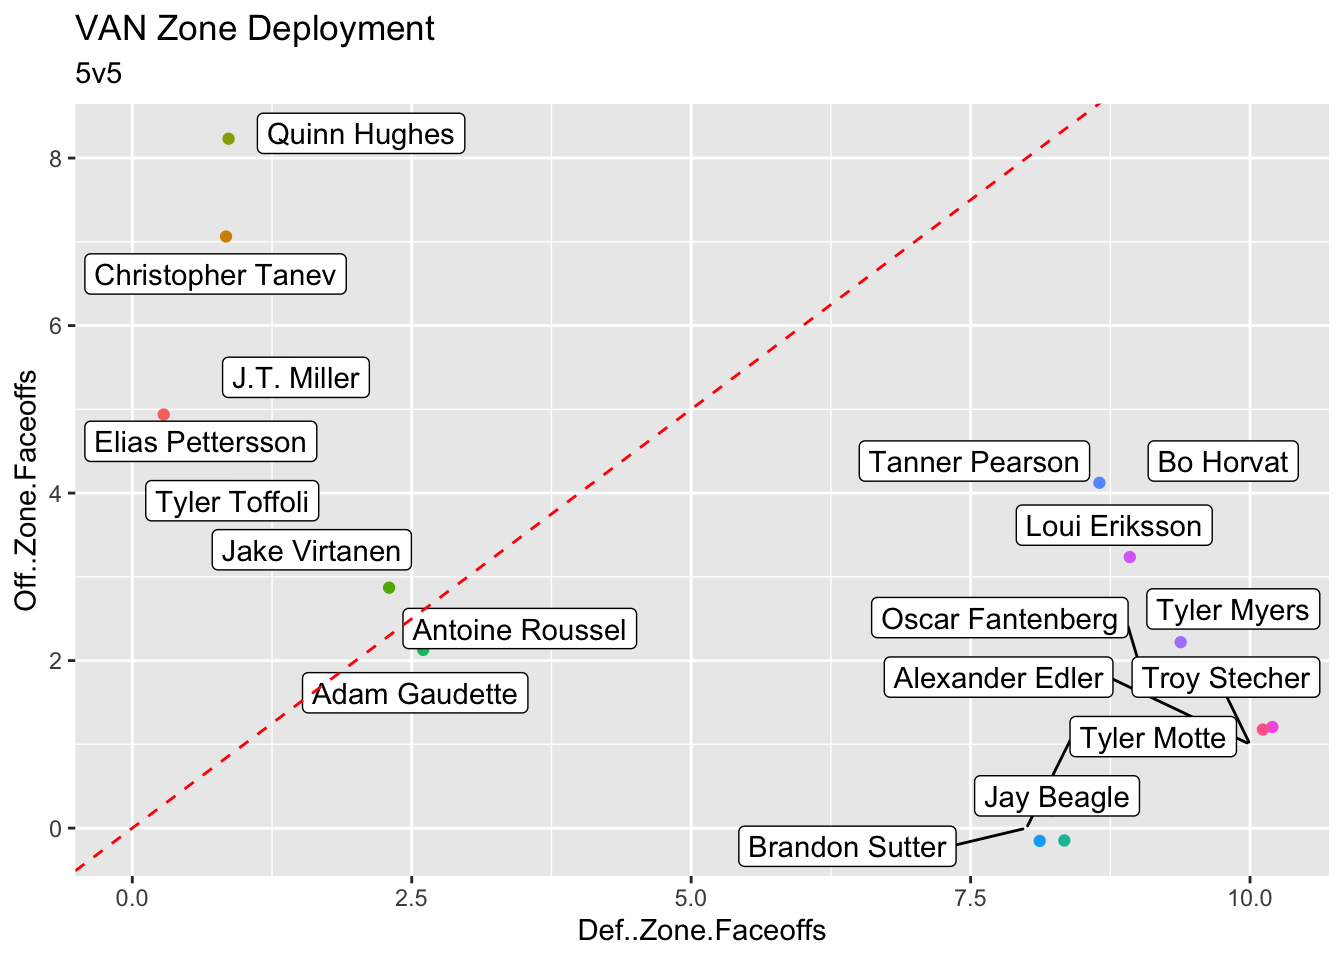 VAN Zone Deployment
5v5
Quinn Hughes
Christopher Tanev
J.T. Miller
Elias Pettersson
Tyler Toffoli
Jake Virtanen
Antoine Roussel
Adam Gaudette
Tanner Pearson
Bo Horvat
Loui Eriksson
Oscar Fantenberg
Tyler Myers
Alexander Edler
Troy Stecher
Tyler Motte
Jay Beagle
Brandon Sutter
Off..Zone.Faceoffs
8
6
4
2
0
0.0
2.5
5.0
7.5
10.0
Def..Zone.Faceoffs